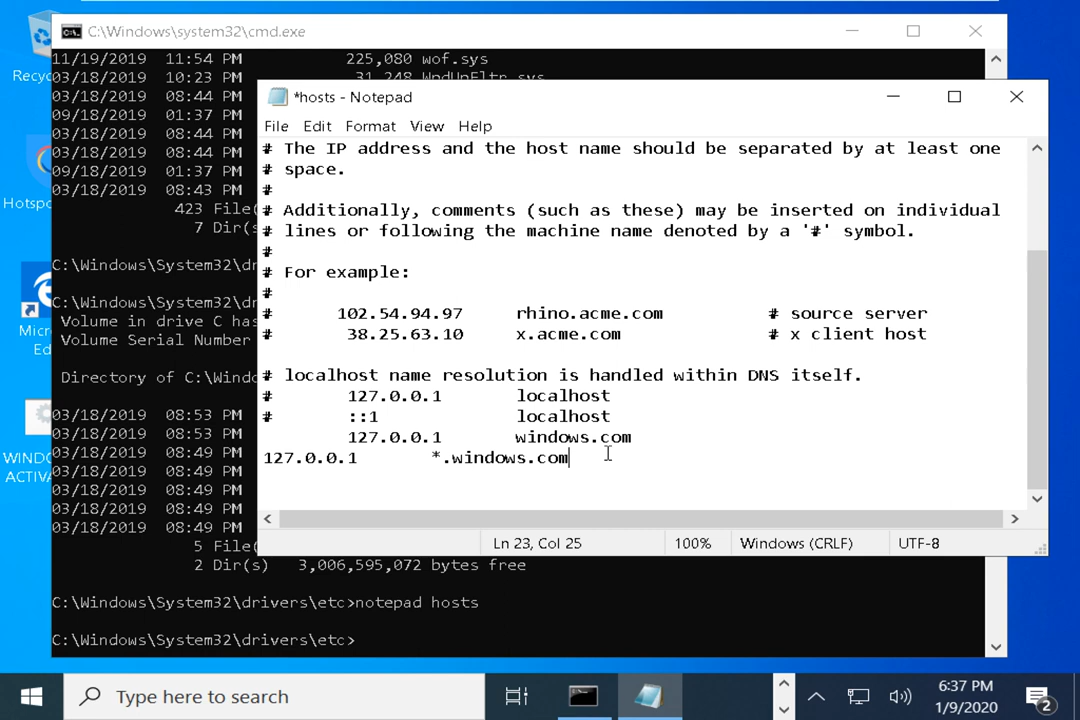 Recyc
Hotspo
Micr
Ed
WINDO
ACTIVA
C:\Windows\system32\cmd.exe
11/19/2019 11:54 PM 225,080 wof.sys
03/18/2019 10:23 PM 31,248 WndUnFltr.sys
03/18/2019 08:44 PM
09/18/2019 01:37 PM
03/18/2019 08:44 PM
03/18/2019 08:44 PM
09/18/2019 01:37 PM
03/18/2019 08:43 PM
423 File(
7 Dir(s
C:\Windows\System32\dr
C:\Windows\System32\dr
Volume in drive C has
Volume Serial Number
Directory of C:\Windo
03/18/2019 08:53 PM
03/18/2019 08:53 PM
03/18/2019 08:49 PM
03/18/2019 08:49 PM
03/18/2019 08:49 PM
03/18/2019 08:49 PM
03/18/2019 08:49 PM
5 File(
2 Dir(s) 3,006,595,072 bytes free
C:\Windows\System32\drivers\etc>notepad hosts
C:\Windows\System32\drivers\etc>
*hosts - Notepad
File Edit Format View Help
# The IP address and the host name should be separated by at least one
# space.
#
# Additionally, comments (such as these) may be inserted on individual
# lines or following the machine name denoted by a '#' symbol.
#
# For example:
#
# 102.54.94.97 rhino.acme.com # source server
# 38.25.63.10 x.acme.com # x client host
# localhost name resolution is handled within DNS itself.
# 127.0.0.1 localhost
# ::1 localhost
127.0.0.1 windows.com
127.0.0.1 *.windows.com
Ln 23, Col 25 100% Windows (CRLF) UTF-8
Type here to search
6:37 PM
1/9/2020
2